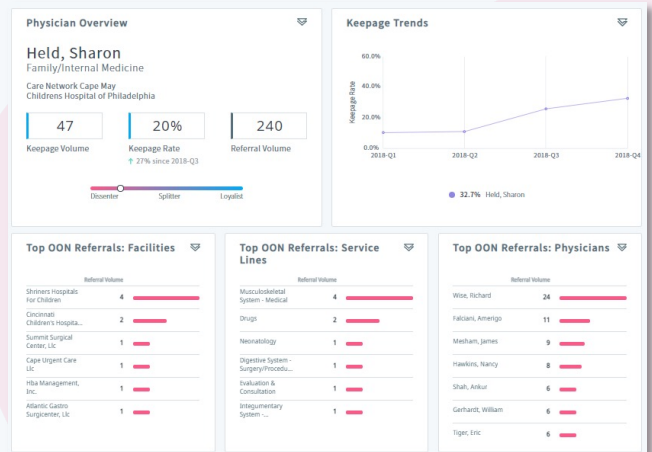 Physician Overview
Held, Sharon
Family/Internal Medicine
Care Network Cape May
Childrens Hospital of Philadelphia
47
Keepage Volume
20%
Keepage Rate
↑ 27% since 2018-Q3
240
Referral Volume
Dissenter
Splitter
Loyalist
Keepage Trends
Keepage Rate
60.0%
40.0%
20.0%
0.0%
2018-Q1
2018-Q2
2018-Q3
2018-Q4
32.7% Held, Sharon
Top OON Referrals: Facilities
Referral Volume
Shriners Hospitals
For Children
4
Cincinnati
Children's Hospita...
2
Summit Surgical
Center, Llc
1
Cape Urgent Care
Llc
1
Hba Management,
Inc.
1
Atlantic Gastro
Surgicenter, Llc
1
Top OON Referrals: Service
Lines
Referral Volume
Musculoskeletal
System - Medical
4
Drugs
2
Neonatology
1
Digestive System -
Surgery/Procedu...
1
Evaluation &
Consultation
1
Integumentary
System -...
1
Top OON Referrals: Physicians
Referral Volume
Wise, Richard
24
Falciani, Amerigo
11
Mesham, James
9
Hawkins, Nancy
8
Shah, Ankur
6
Gerhardt, William
6
Tiger, Eric
6